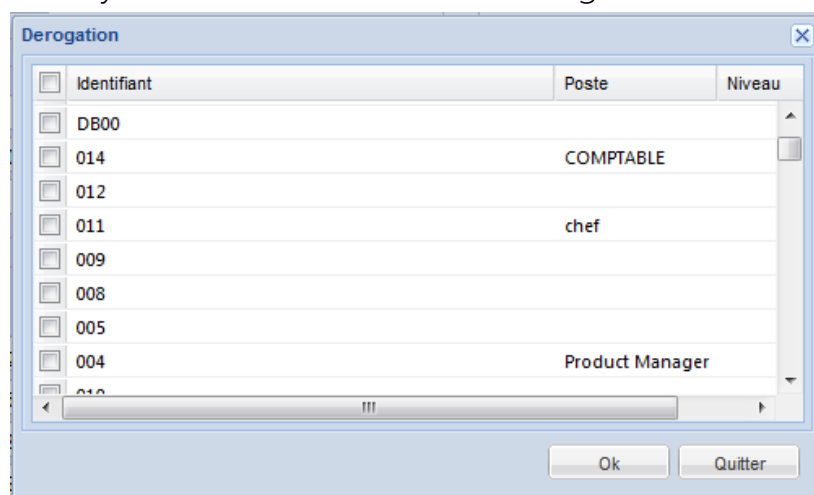 Derogation
Identifiant Poste Niveau
DB00
014 COMPTABLE
012
011 chef
009
008
005
004 Product Manager
Ok Quitter